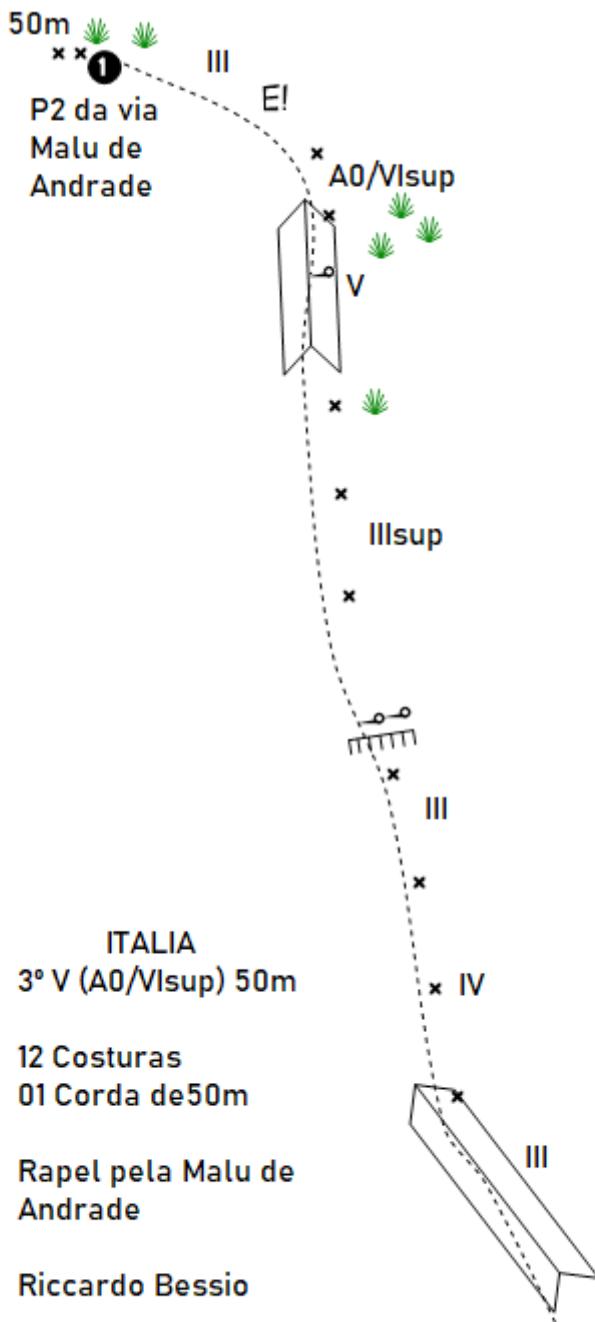 50m
1
III
E!
P2 da via
Malu de
Andrade
A0/VIsup
V
IIIsup
III
IV
III
ITALIA
3º V (A0/VIsup) 50m
12 Costuras
01 Corda de50m
Rapel pela Malu de
Andrade
Riccardo Bessio